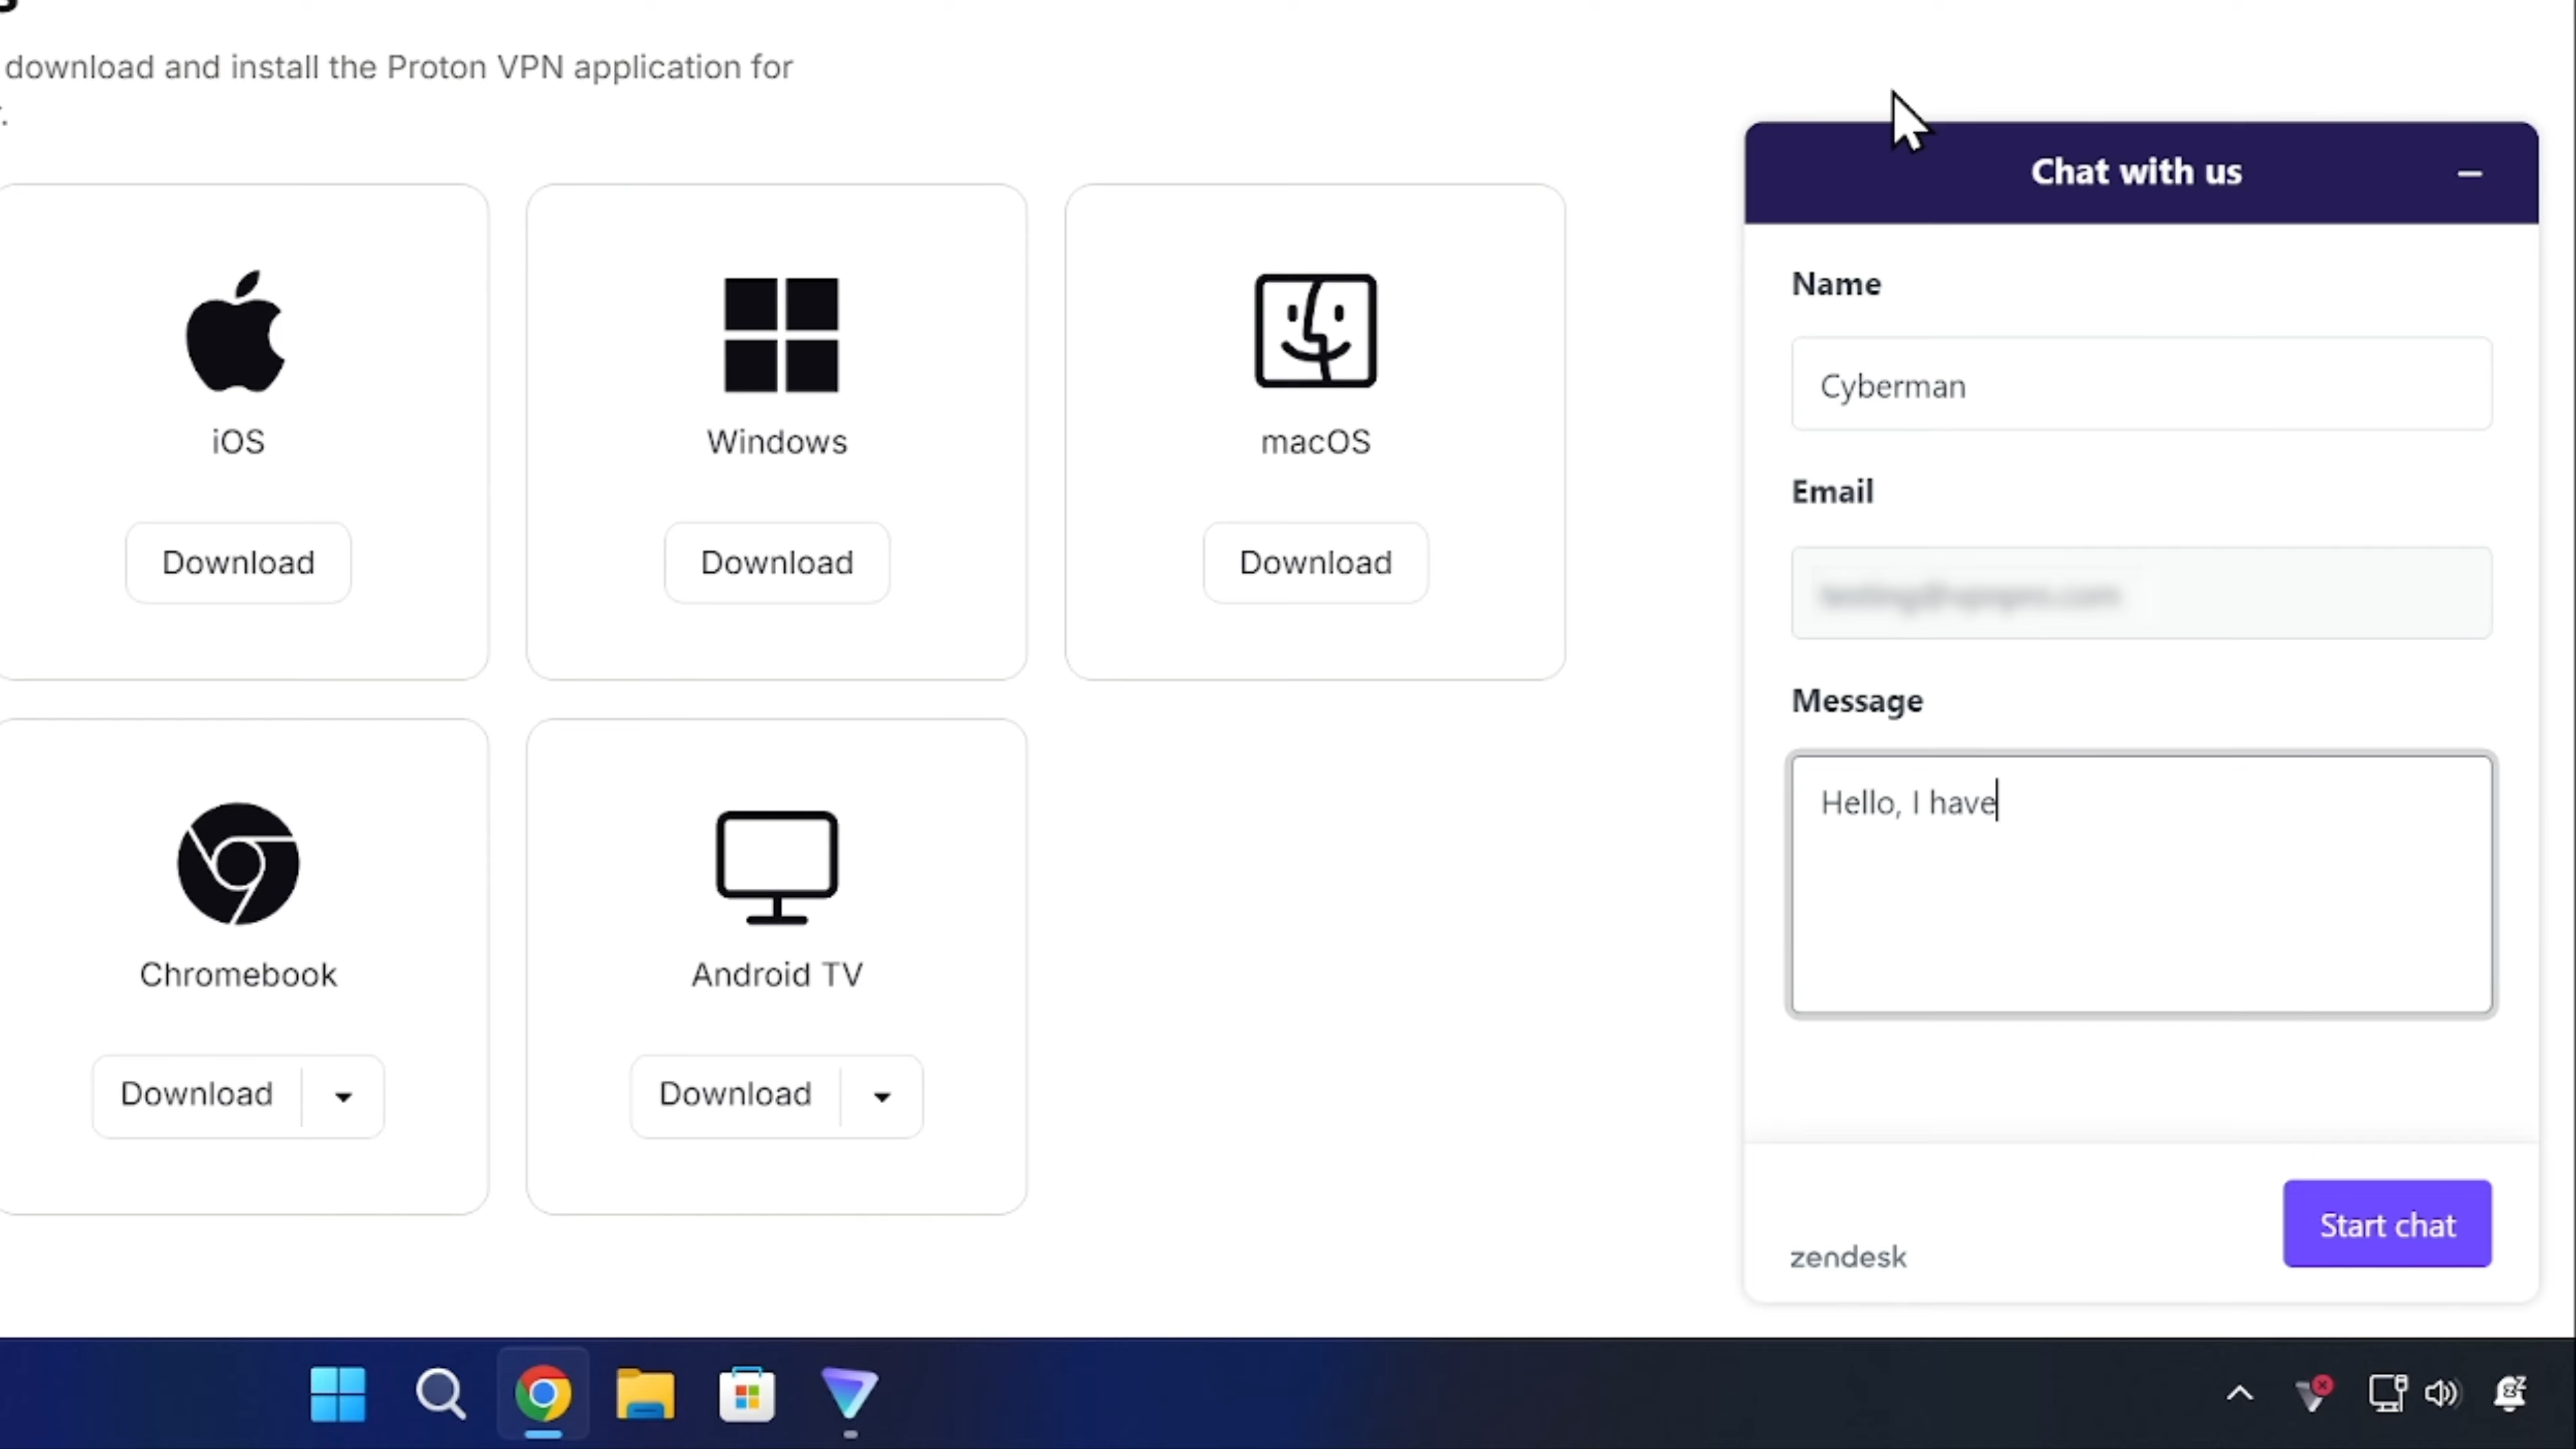 download and install the Proton VPN application for
r.
iOS
Download
Windows
Download
macOS
Download
Chromebook
Download
Android TV
Download
Chat with us
Name
Cyberman
Email
Message
Hello, I have
zendesk
Start chat